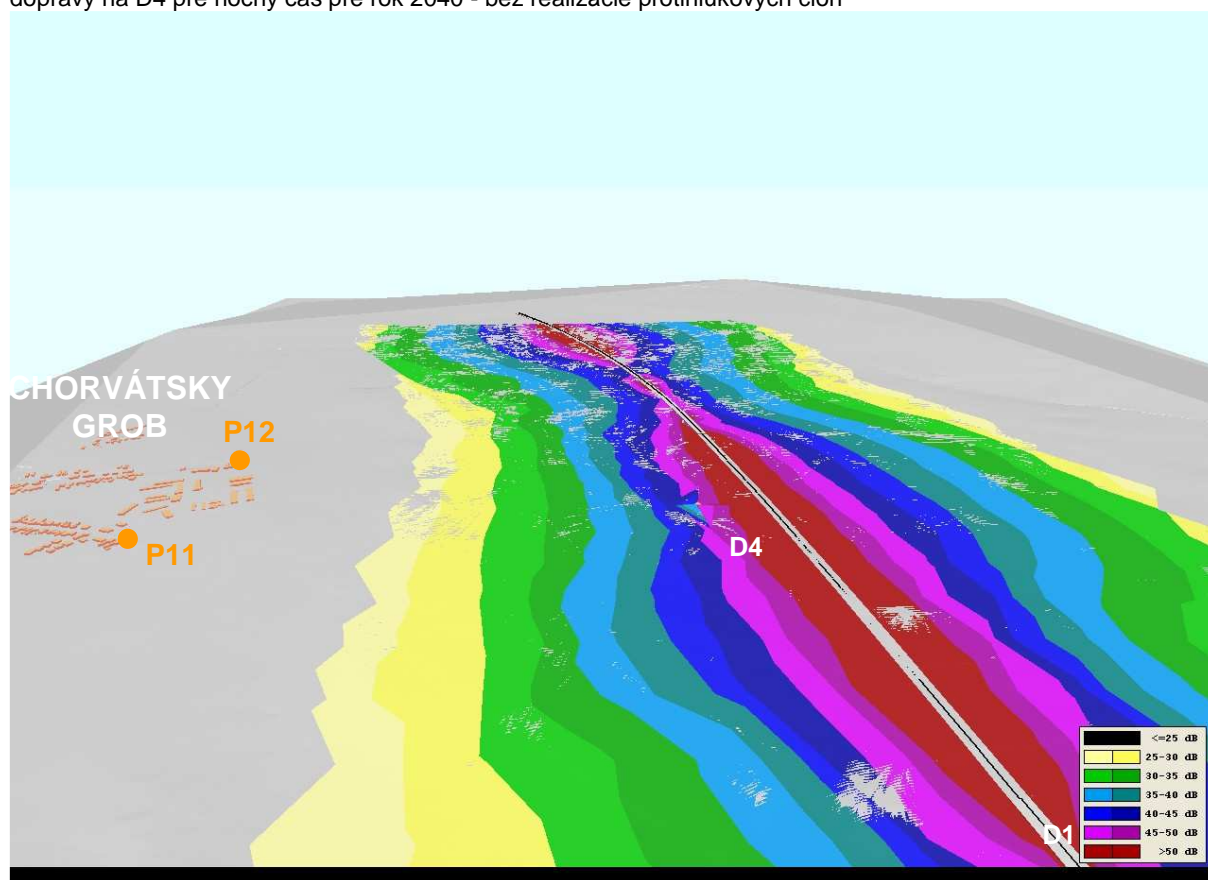 dopravy na D4 pre nočný čas pre rok 2040 - bez realizácie protihlukových clôn
CHORVÁTSKY
GROB
P12
P11
D4
D1
<=25 dB
25-30 dB
30-35 dB
35-40 dB
40-45 dB
45-50 dB
>50 dB